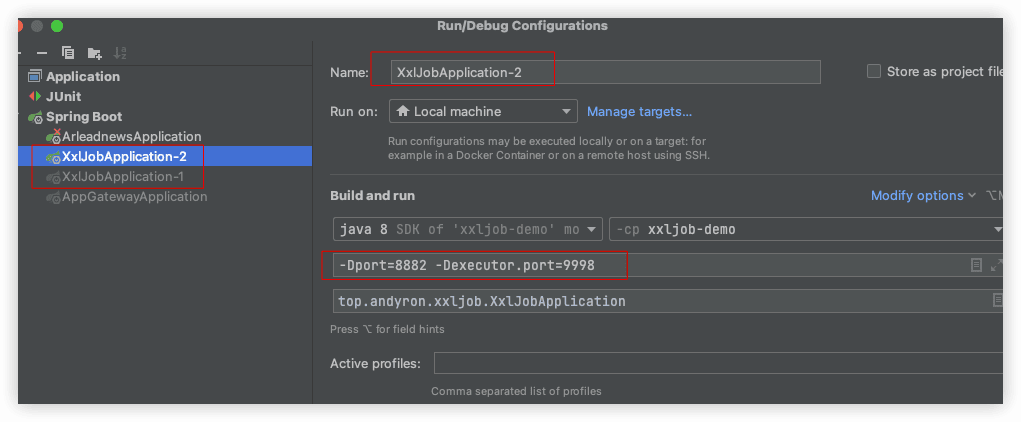 Run/Debug Configurations
Application
JUnit
Spring Boot
ArleadnewsApplication
XxlJobApplication-2
XxlJobApplication-1
AppGatewayApplication
Name: XxlJobApplication-2 Store as project file
Run on: Local machine Manage targets...
Run configurations may be executed locally or on a target: for
example in a Docker Container or on a remote host using SSH.
Build and run Modify options
java 8 SDK of 'xxljob-demo' mo -cp xxljob-demo
-Dport=8882 -Dexecutor.port=9998
top.andyron.xxljob.XxlJobApplication
Press ⌥ for field hints
Active profiles:
Comma separated list of profiles